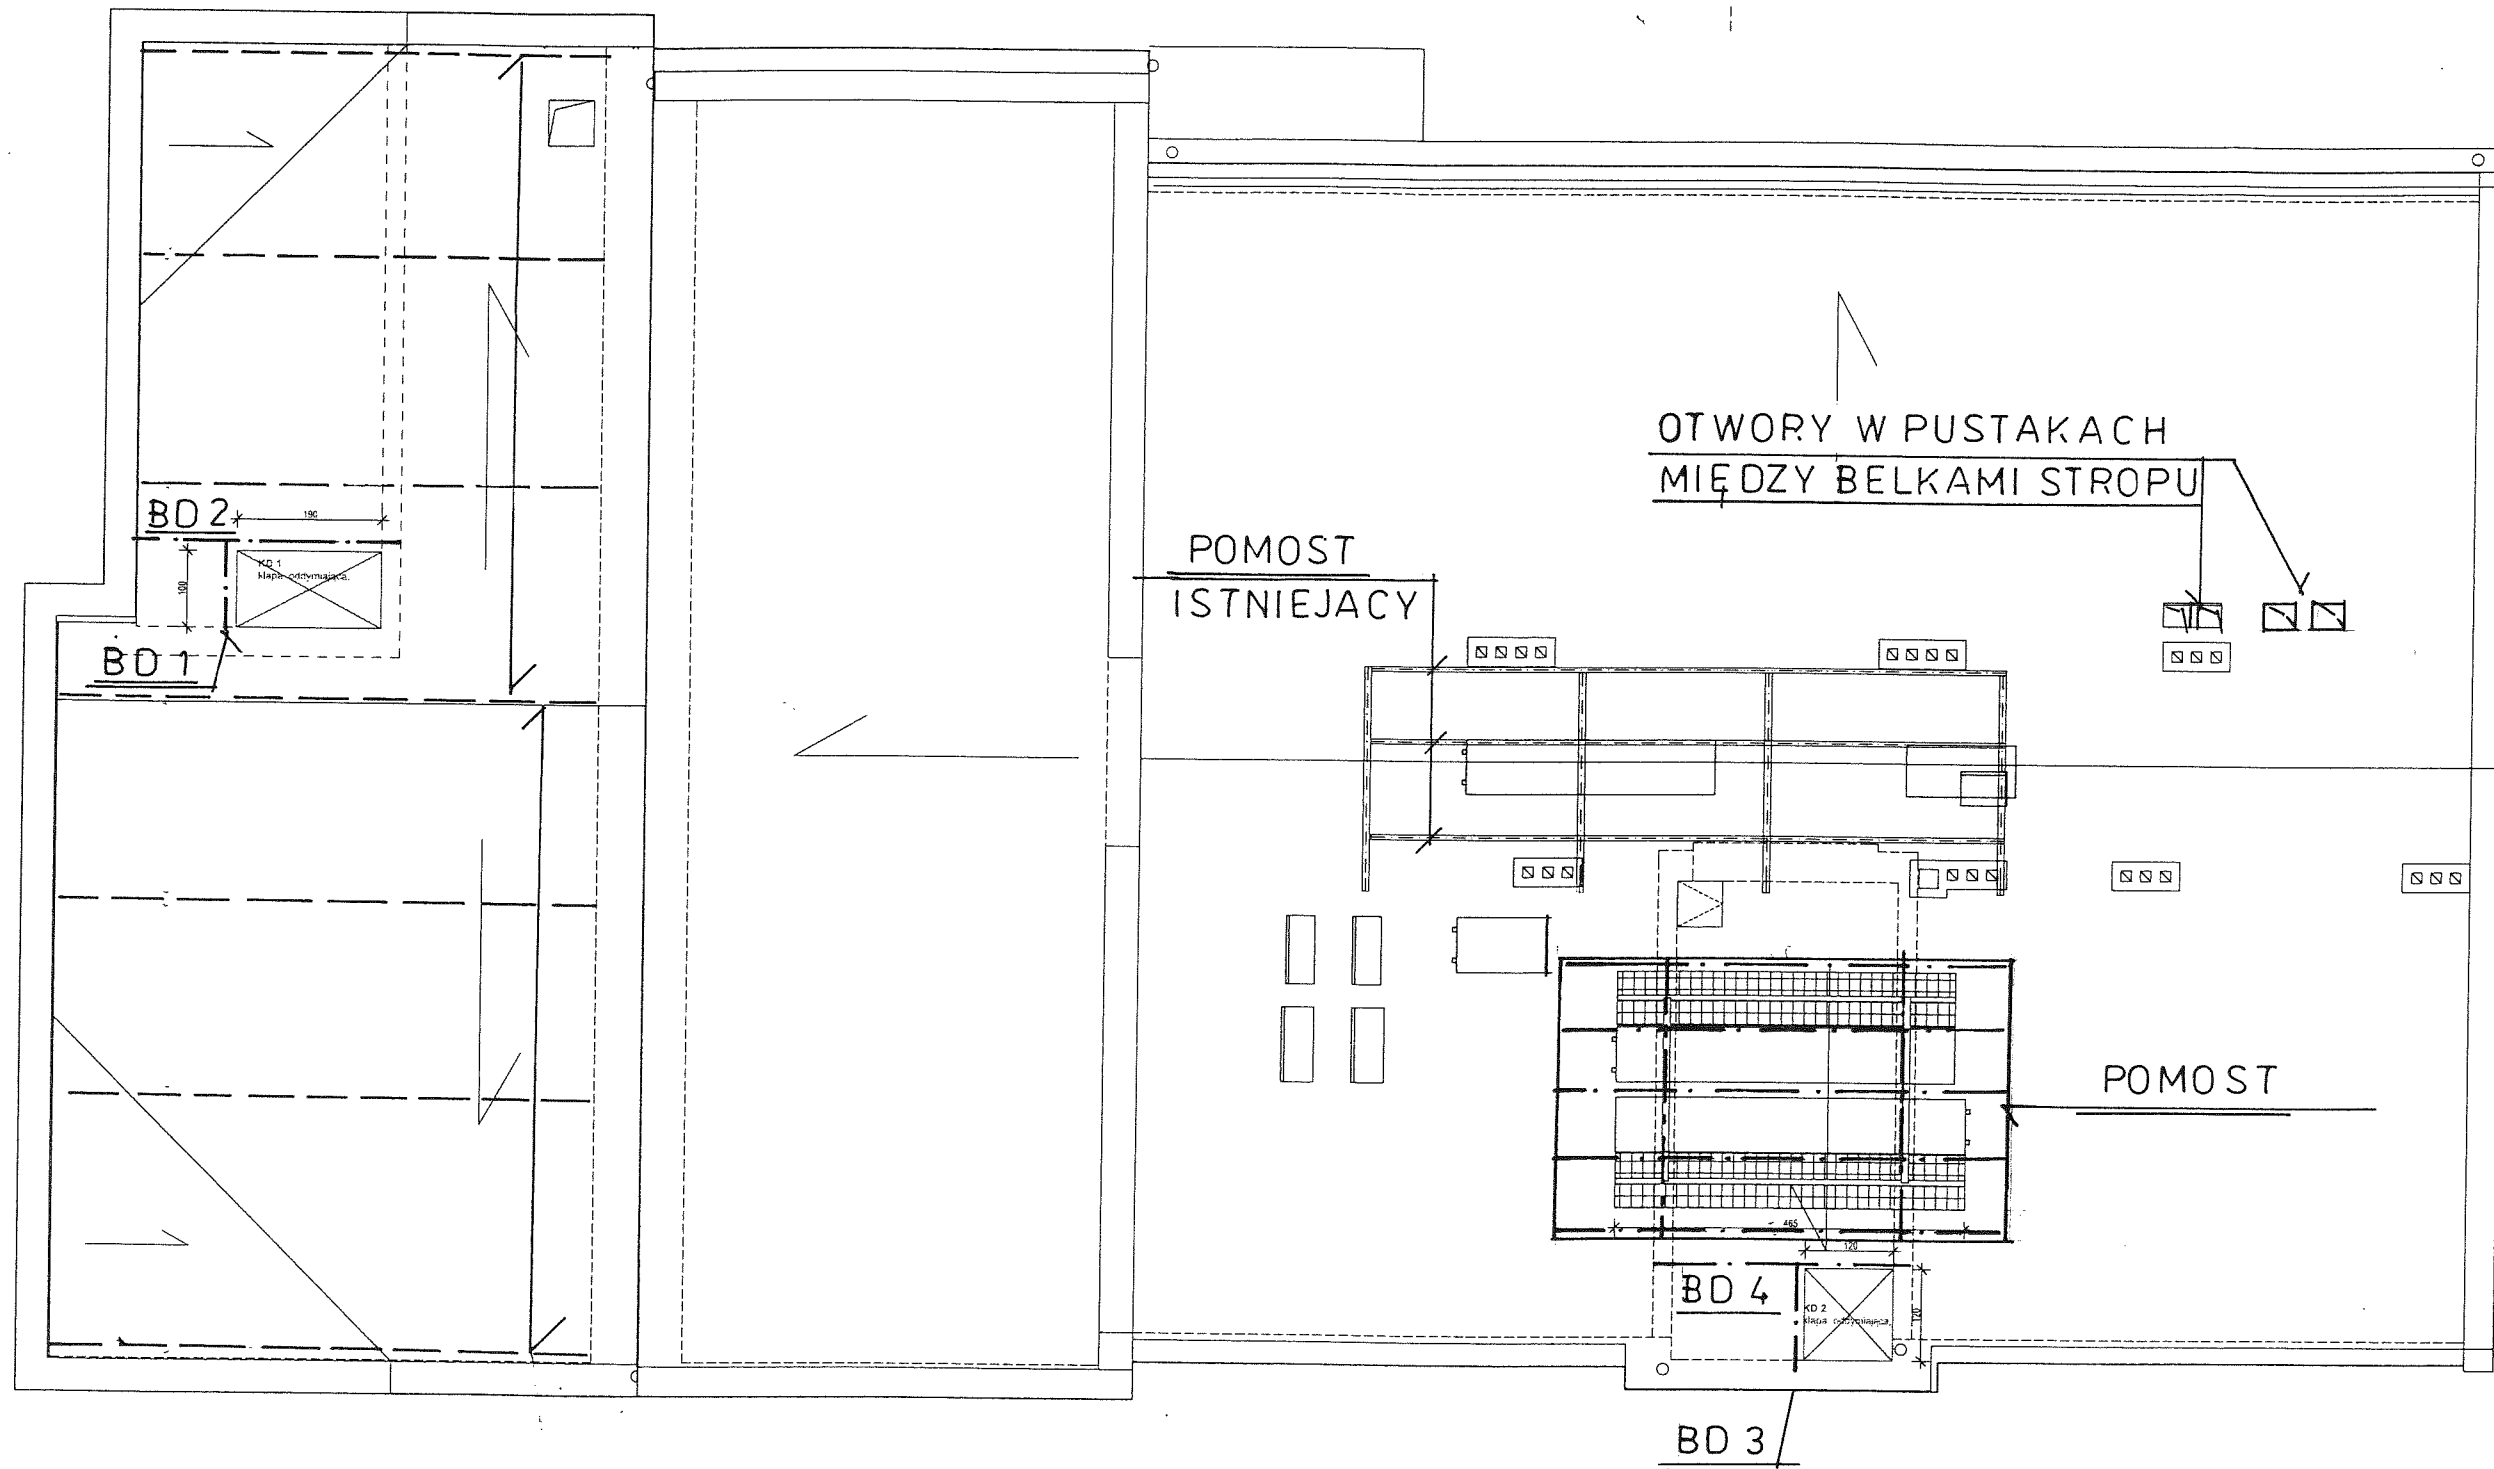 OTWORY W PUSTAKACH
MIĘDZY BELKAMI STROPU
BD 2
190
POMOST
ISTNIEJACY
KD 1
klapa oddymiająca.
100
BD 1
POMOST
465
120
BD 4
KD 2
klapa oddymiająca.
120
BD 3